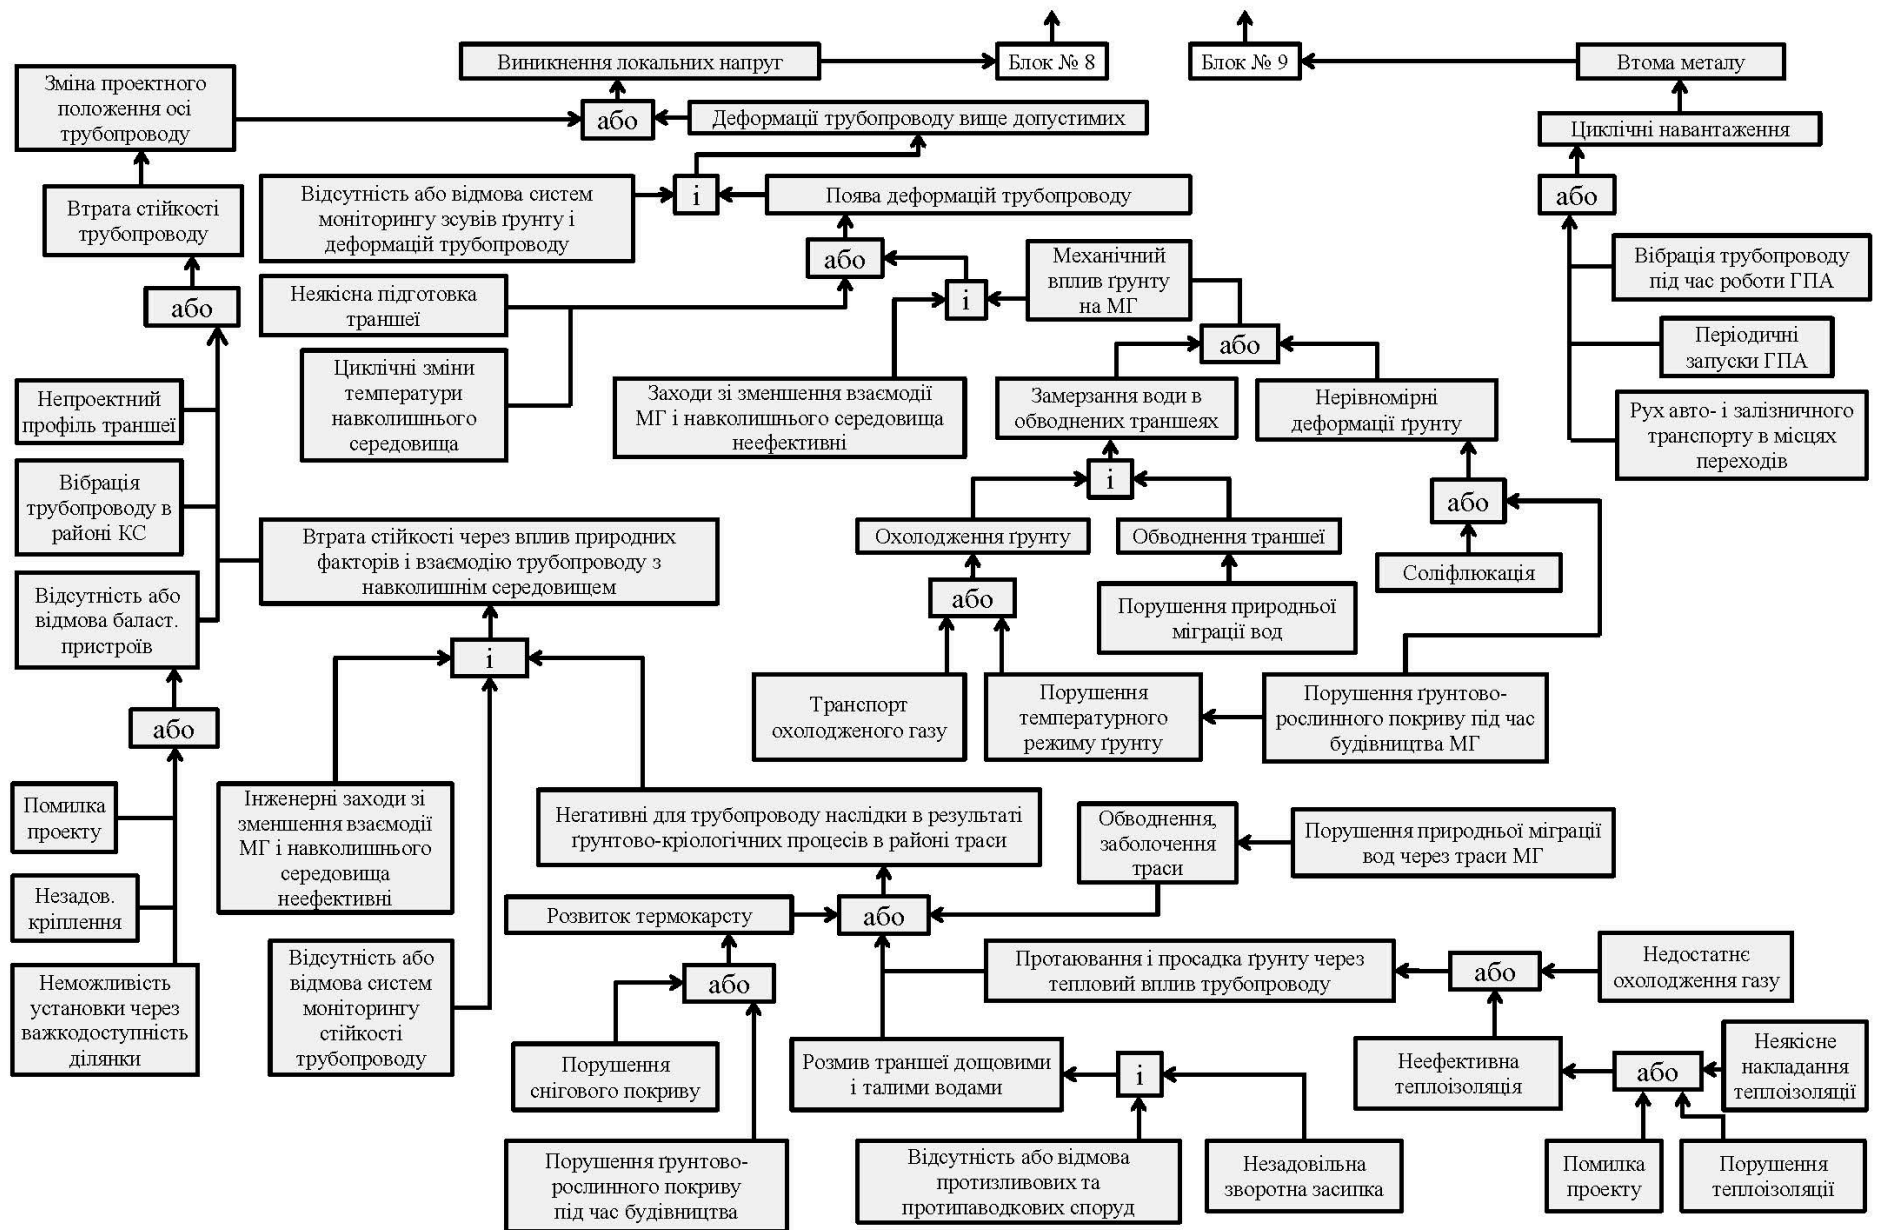 Виникнення локальних напруг
Блок № 8
Блок № 9
Втома металу
Зміна проектного
положення осі
трубопроводу
або
Деформації трубопроводу вище допустимих
Циклічні навантаження
Втрата стійкості
трубопроводу
Відсутність або відмова систем
моніторингу зсувів ґрунту і
деформацій трубопроводу
і
Поява деформацій трубопроводу
або
або
Неякісна підготовка
траншеї
або
і
Механічний
вплив ґрунту
на МГ
Вібрація трубопроводу
під час роботи ГПА
Циклічні зміни
температури
навколишнього
середовища
або
Періодичні
запуски ГПА
Непроектний
профіль траншеї
Заходи зі зменшення взаємодії
МГ і навколишнього середовища
неефективні
Замерзання води в
обводнених траншеях
Нерівномірні
деформації ґрунту
Рух авто- і залізничного
транспорту в місцях
переходів
Вібрація
трубопроводу в
районі КС
і
або
Втрата стійкості через вплив природних
факторів і взаємодію трубопроводу з
навколишнім середовищем
Охолодження ґрунту
Обводнення траншеї
Соліфлюкація
Відсутність або
відмова баласт.
пристроїв
або
Порушення природньої
міграції вод
і
або
Транспорт
охолодженого газу
Порушення
температурного
режиму ґрунту
Порушення ґрунтово-
рослинного покриву під час
будівництва МГ
Помилка
проекту
Інженерні заходи зі
зменшення взаємодії
МГ і навколишнього
середовища
неефективні
Негативні для трубопроводу наслідки в результаті
ґрунтово-кріологічних процесів в районі траси
Обводнення,
заболочення
траси
Порушення природньої міграції
вод через траси МГ
Незадов.
кріплення
Розвиток термокарсту
або
Неможливість
установки через
важкодоступність
ділянки
Відсутність або
відмова систем
моніторингу
стійкості
трубопроводу
або
Протаювання і просадка ґрунту через
тепловий вплив трубопроводу
або
Недостатнє
охолодження газу
Порушення
снігового покриву
Розмив траншеї дощовими
і талими водами
і
Неефективна
теплоізоляція
або
Неякісне
накладання
теплоізоляції
Порушення ґрунтово-
рослинного покриву
під час будівництва
Відсутність або відмова
протизливових та
протипаводкових споруд
Незадовільна
зворотна засипка
Помилка
проекту
Порушення
теплоізоляції